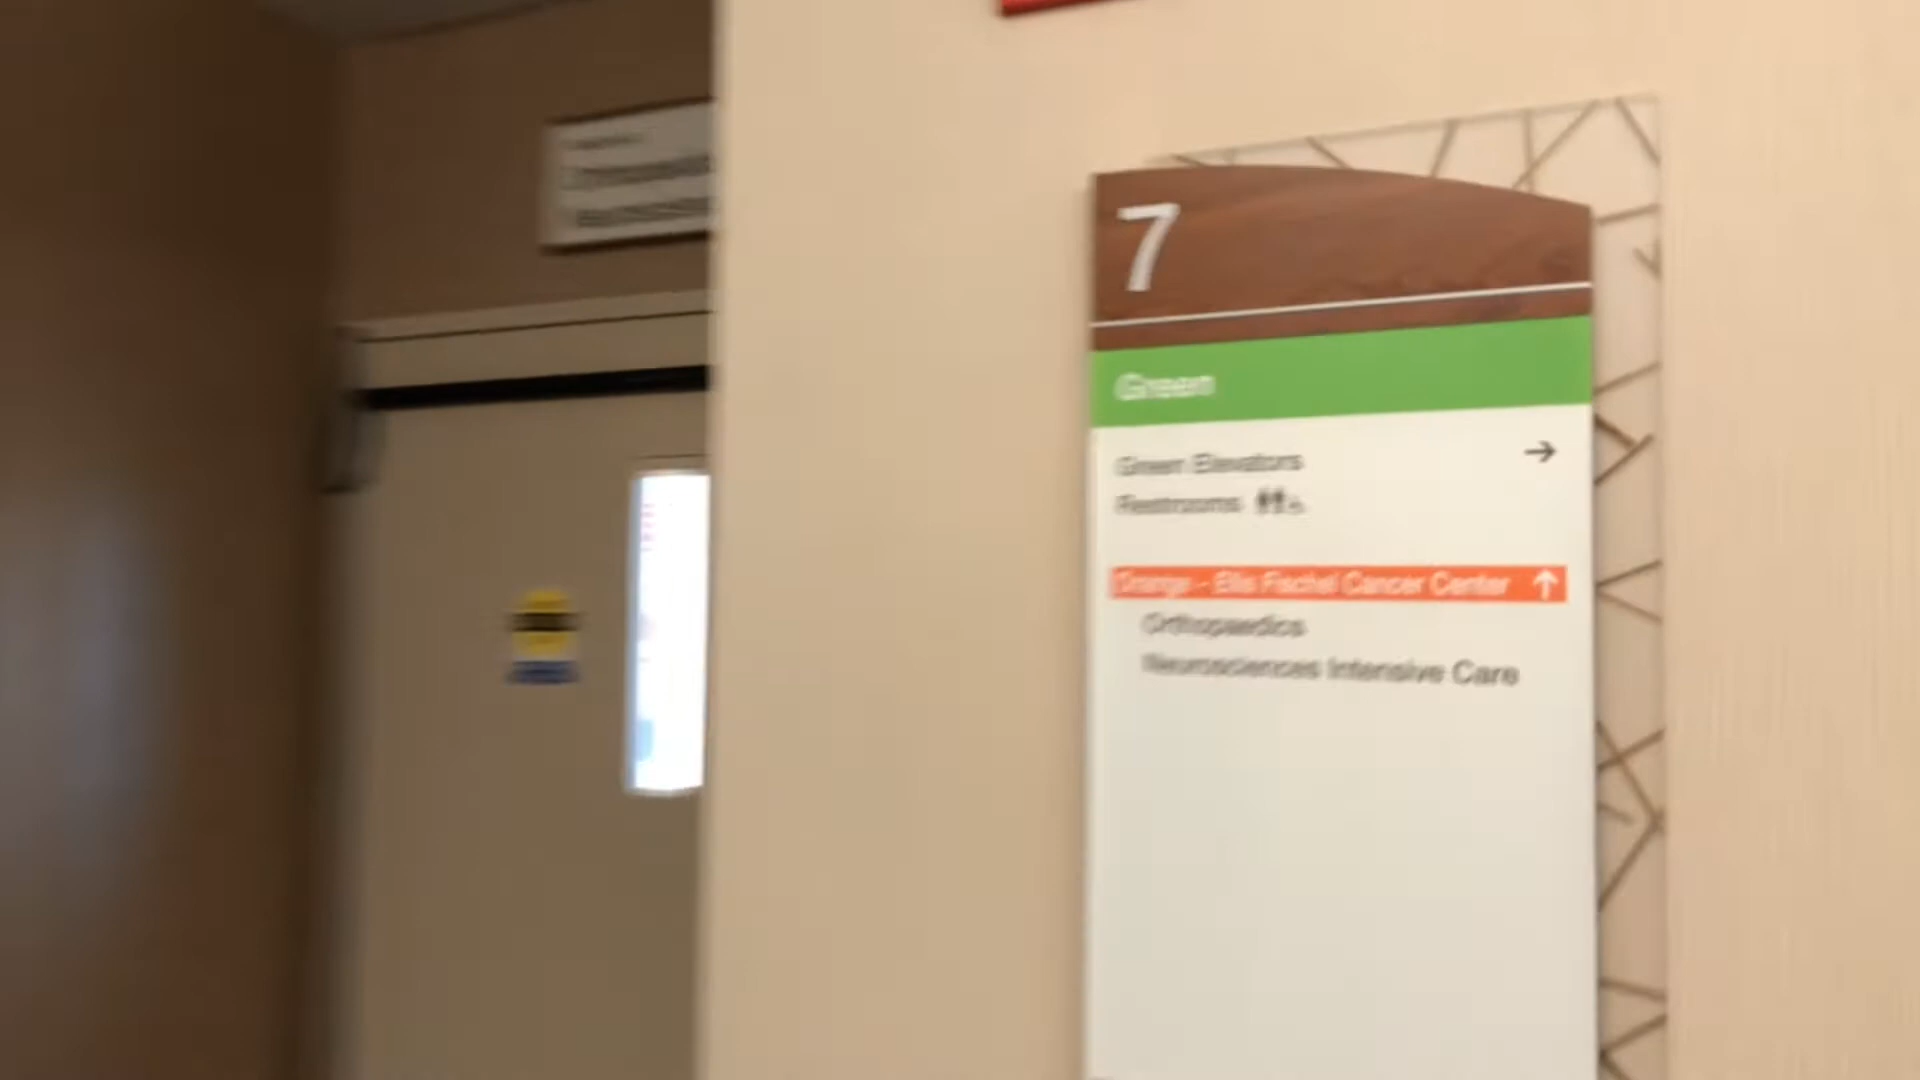 7
Green
Green Elevators →
Restrooms
Orange - Ellis Fischel Cancer Center ↑
Orthopaedics
Neurosciences Intensive Care